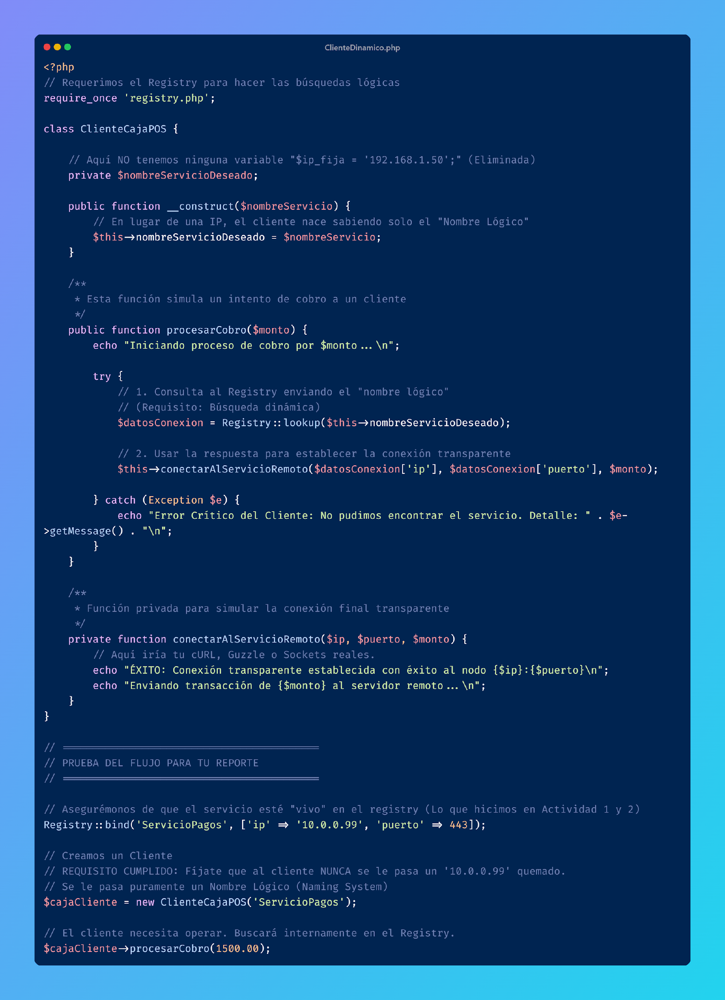 ClienteDinamico.php
<?php
// Requerimos el Registry para hacer las búsquedas lógicas
require_once 'registry.php';

class ClienteCajaPOS {

    // Aquí NO tenemos ninguna variable "$ip_fija = '192.168.1.50';" (Eliminada)
    private $nombreServicioDeseado;

    public function __construct($nombreServicio) {
        // En lugar de una IP, el cliente nace sabiendo solo el "Nombre Lógico"
        $this->nombreServicioDeseado = $nombreServicio;
    }

    /**
     * Esta función simula un intento de cobro a un cliente
     */
    public function procesarCobro($monto) {
        echo "Iniciando proceso de cobro por $monto...\n";

        try {
            // 1. Consulta al Registry enviando el "nombre lógico"
            // (Requisito: Búsqueda dinámica)
            $datosConexion = Registry::lookup($this->nombreServicioDeseado);

            // 2. Usar la respuesta para establecer la conexión transparente
            $this->conectarAlServicioRemoto($datosConexion['ip'], $datosConexion['puerto'], $monto);

        } catch (Exception $e) {
            echo "Error Crítico del Cliente: No pudimos encontrar el servicio. Detalle: " . $e-
>getMessage() . "\n";
        }
    }

    /**
     * Función privada para simular la conexión final transparente
     */
    private function conectarAlServicioRemoto($ip, $puerto, $monto) {
        // Aquí iría tu cURL, Guzzle o Sockets reales.
        echo "ÉXITO: Conexión transparente establecida con éxito al nodo {$ip}:{$puerto}\n";
        echo "Enviando transacción de {$monto} al servidor remoto...\n";
    }
}

// ==========================================
// PRUEBA DEL FLUJO PARA TU REPORTE
// ==========================================

// Asegurémonos de que el servicio esté "vivo" en el registry (Lo que hicimos en Actividad 1 y 2)
Registry::bind('ServicioPagos', ['ip' => '10.0.0.99', 'puerto' => 443]);

// Creamos un Cliente
// REQUISITO CUMPLIDO: Fíjate que al cliente NUNCA se le pasa un '10.0.0.99' quemado.
// Se le pasa puramente un Nombre Lógico (Naming System)
$cajaCliente = new ClienteCajaPOS('ServicioPagos');

// El cliente necesita operar. Buscará internamente en el Registry.
$cajaCliente->procesarCobro(1500.00);